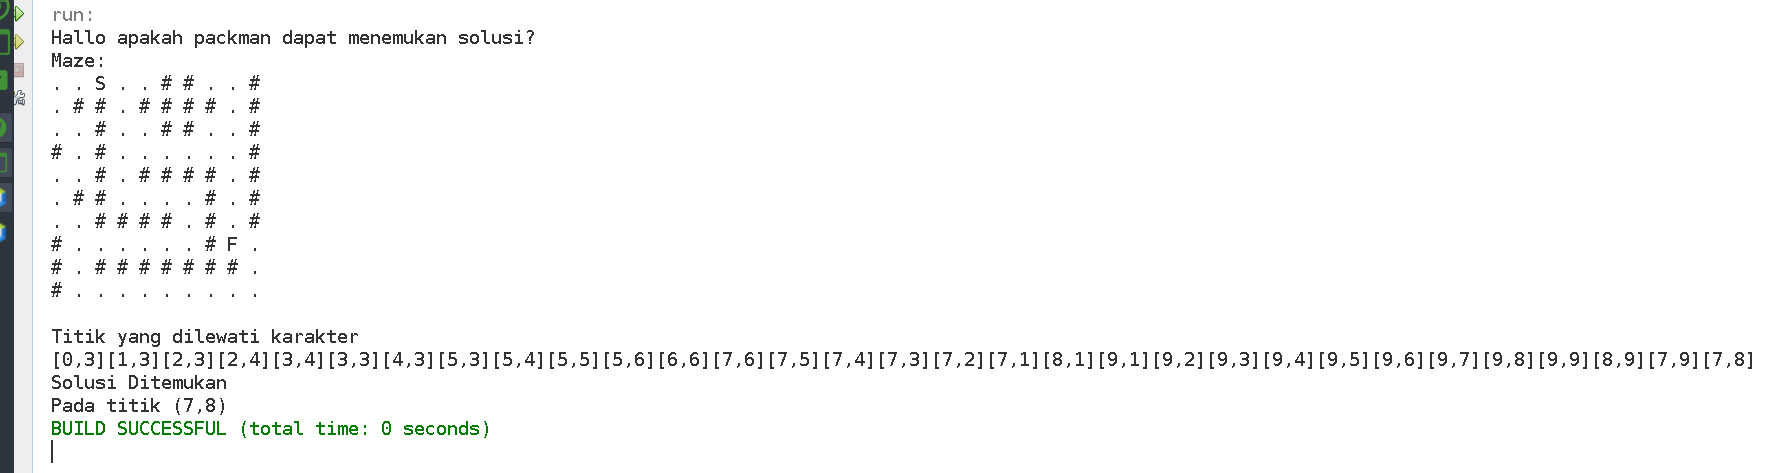 run:
Hallo apakah packman dapat menemukan solusi?
Maze:
. . S . . # # . . #
. # # . # # # # . #
. . # . . # # . . #
# . # . . . . . . #
. . # . # # # # . #
. # # . . . . # . #
. . # # # # . # . #
# . . . . . . # F .
# . # # # # # # # .
# . . . . . . . . .
Titik yang dilewati karakter
[0,3][1,3][2,3][2,4][3,4][3,3][4,3][5,3][5,4][5,5][5,6][6,6][7,6][7,5][7,4][7,3][7,2][7,1][8,1][9,1][9,2][9,3][9,4][9,5][9,6][9,7][9,8][9,9][8,9][7,9][7,8]
Solusi Ditemukan
Pada titik (7,8)
BUILD SUCCESSFUL (total time: 0 seconds)